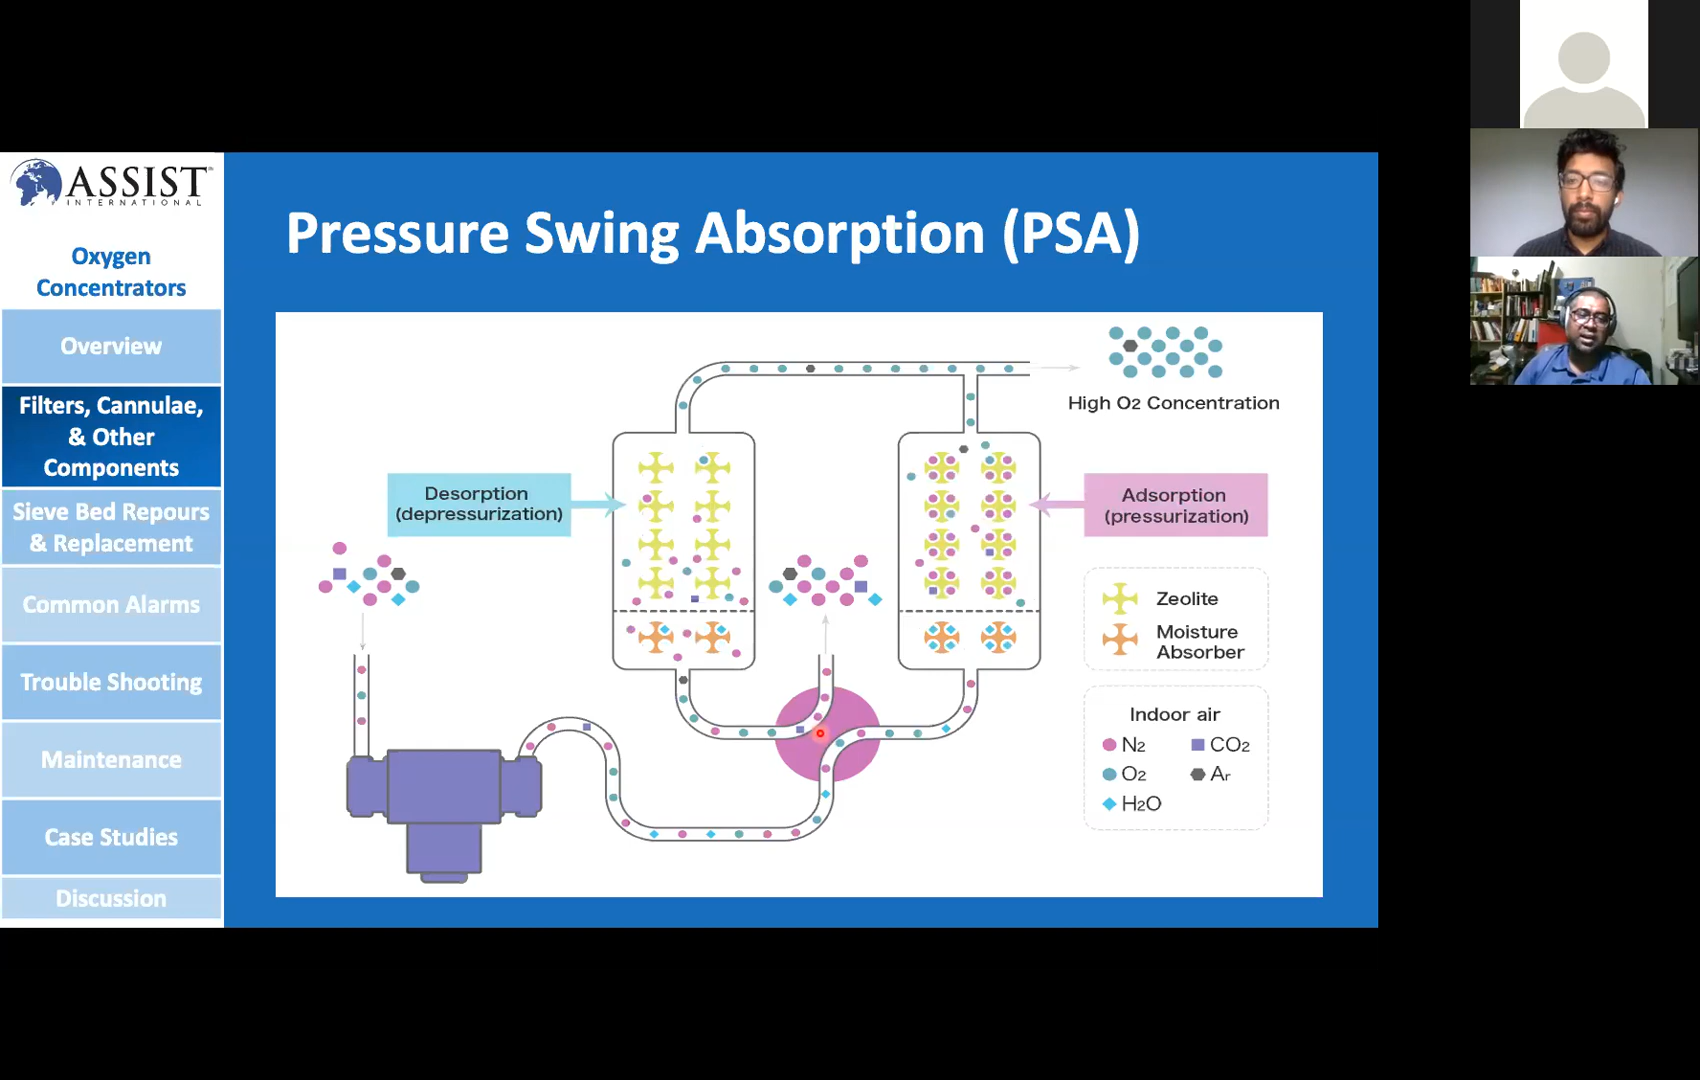 ASSIST
INTERNATIONAL
Oxygen
Concentrators
Overview
Filters, Cannulae,
& Other
Components
Sieve Bed Repours
& Replacement
Common Alarms
Trouble Shooting
Maintenance
Case Studies
Discussion
Pressure Swing Absorption (PSA)
High O2 Concentration
Desorption
(depressurization)
Adsorption
(pressurization)
Zeolite
Moisture
Absorber
Indoor air
N2
CO2
O2
Ar
H2O